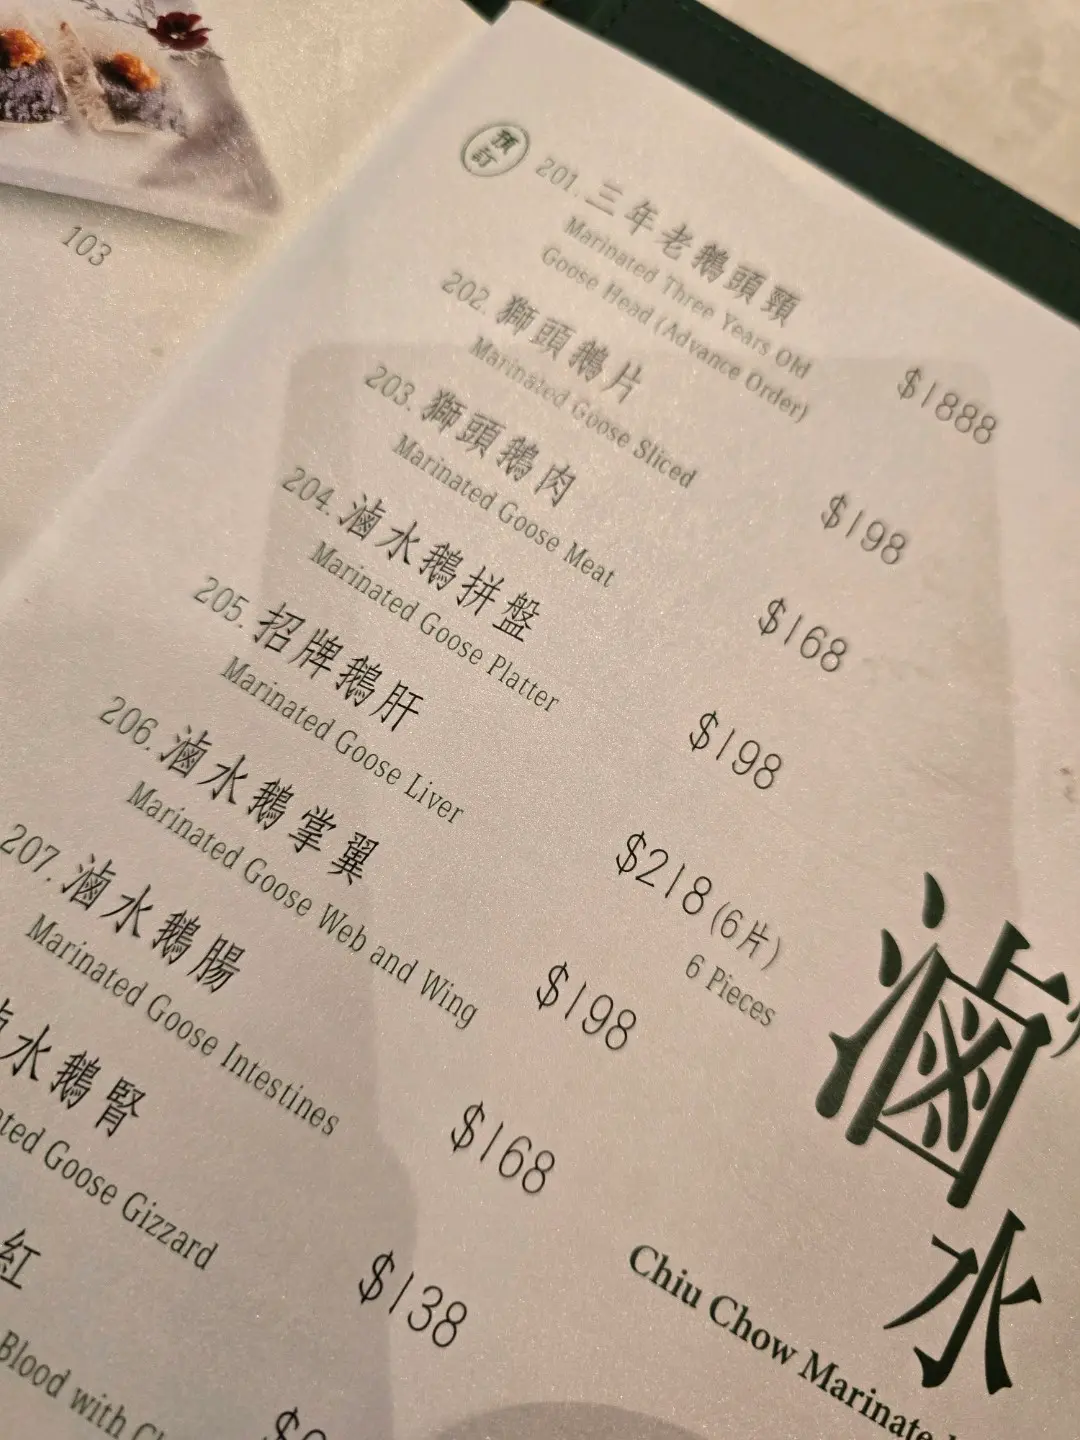 103
預訂
201. 三年老鵝頭頸
Marinated Three Years Old
Goose Head (Advance Order)
$1888
202. 獅頭鵝片
Marinated Goose Sliced
$198
203. 獅頭鵝肉
Marinated Goose Meat
$168
204. 滷水鵝拼盤
Marinated Goose Platter
$198
205. 招牌鵝肝
Marinated Goose Liver
$218 (6片)
6 Pieces
206. 滷水鵝掌翼
Marinated Goose Web and Wing
$198
207. 滷水鵝腸
Marinated Goose Intestines
$168
水鵝腎
Goose Gizzard
$138
紅
Blood with
滷水
Chiu Chow